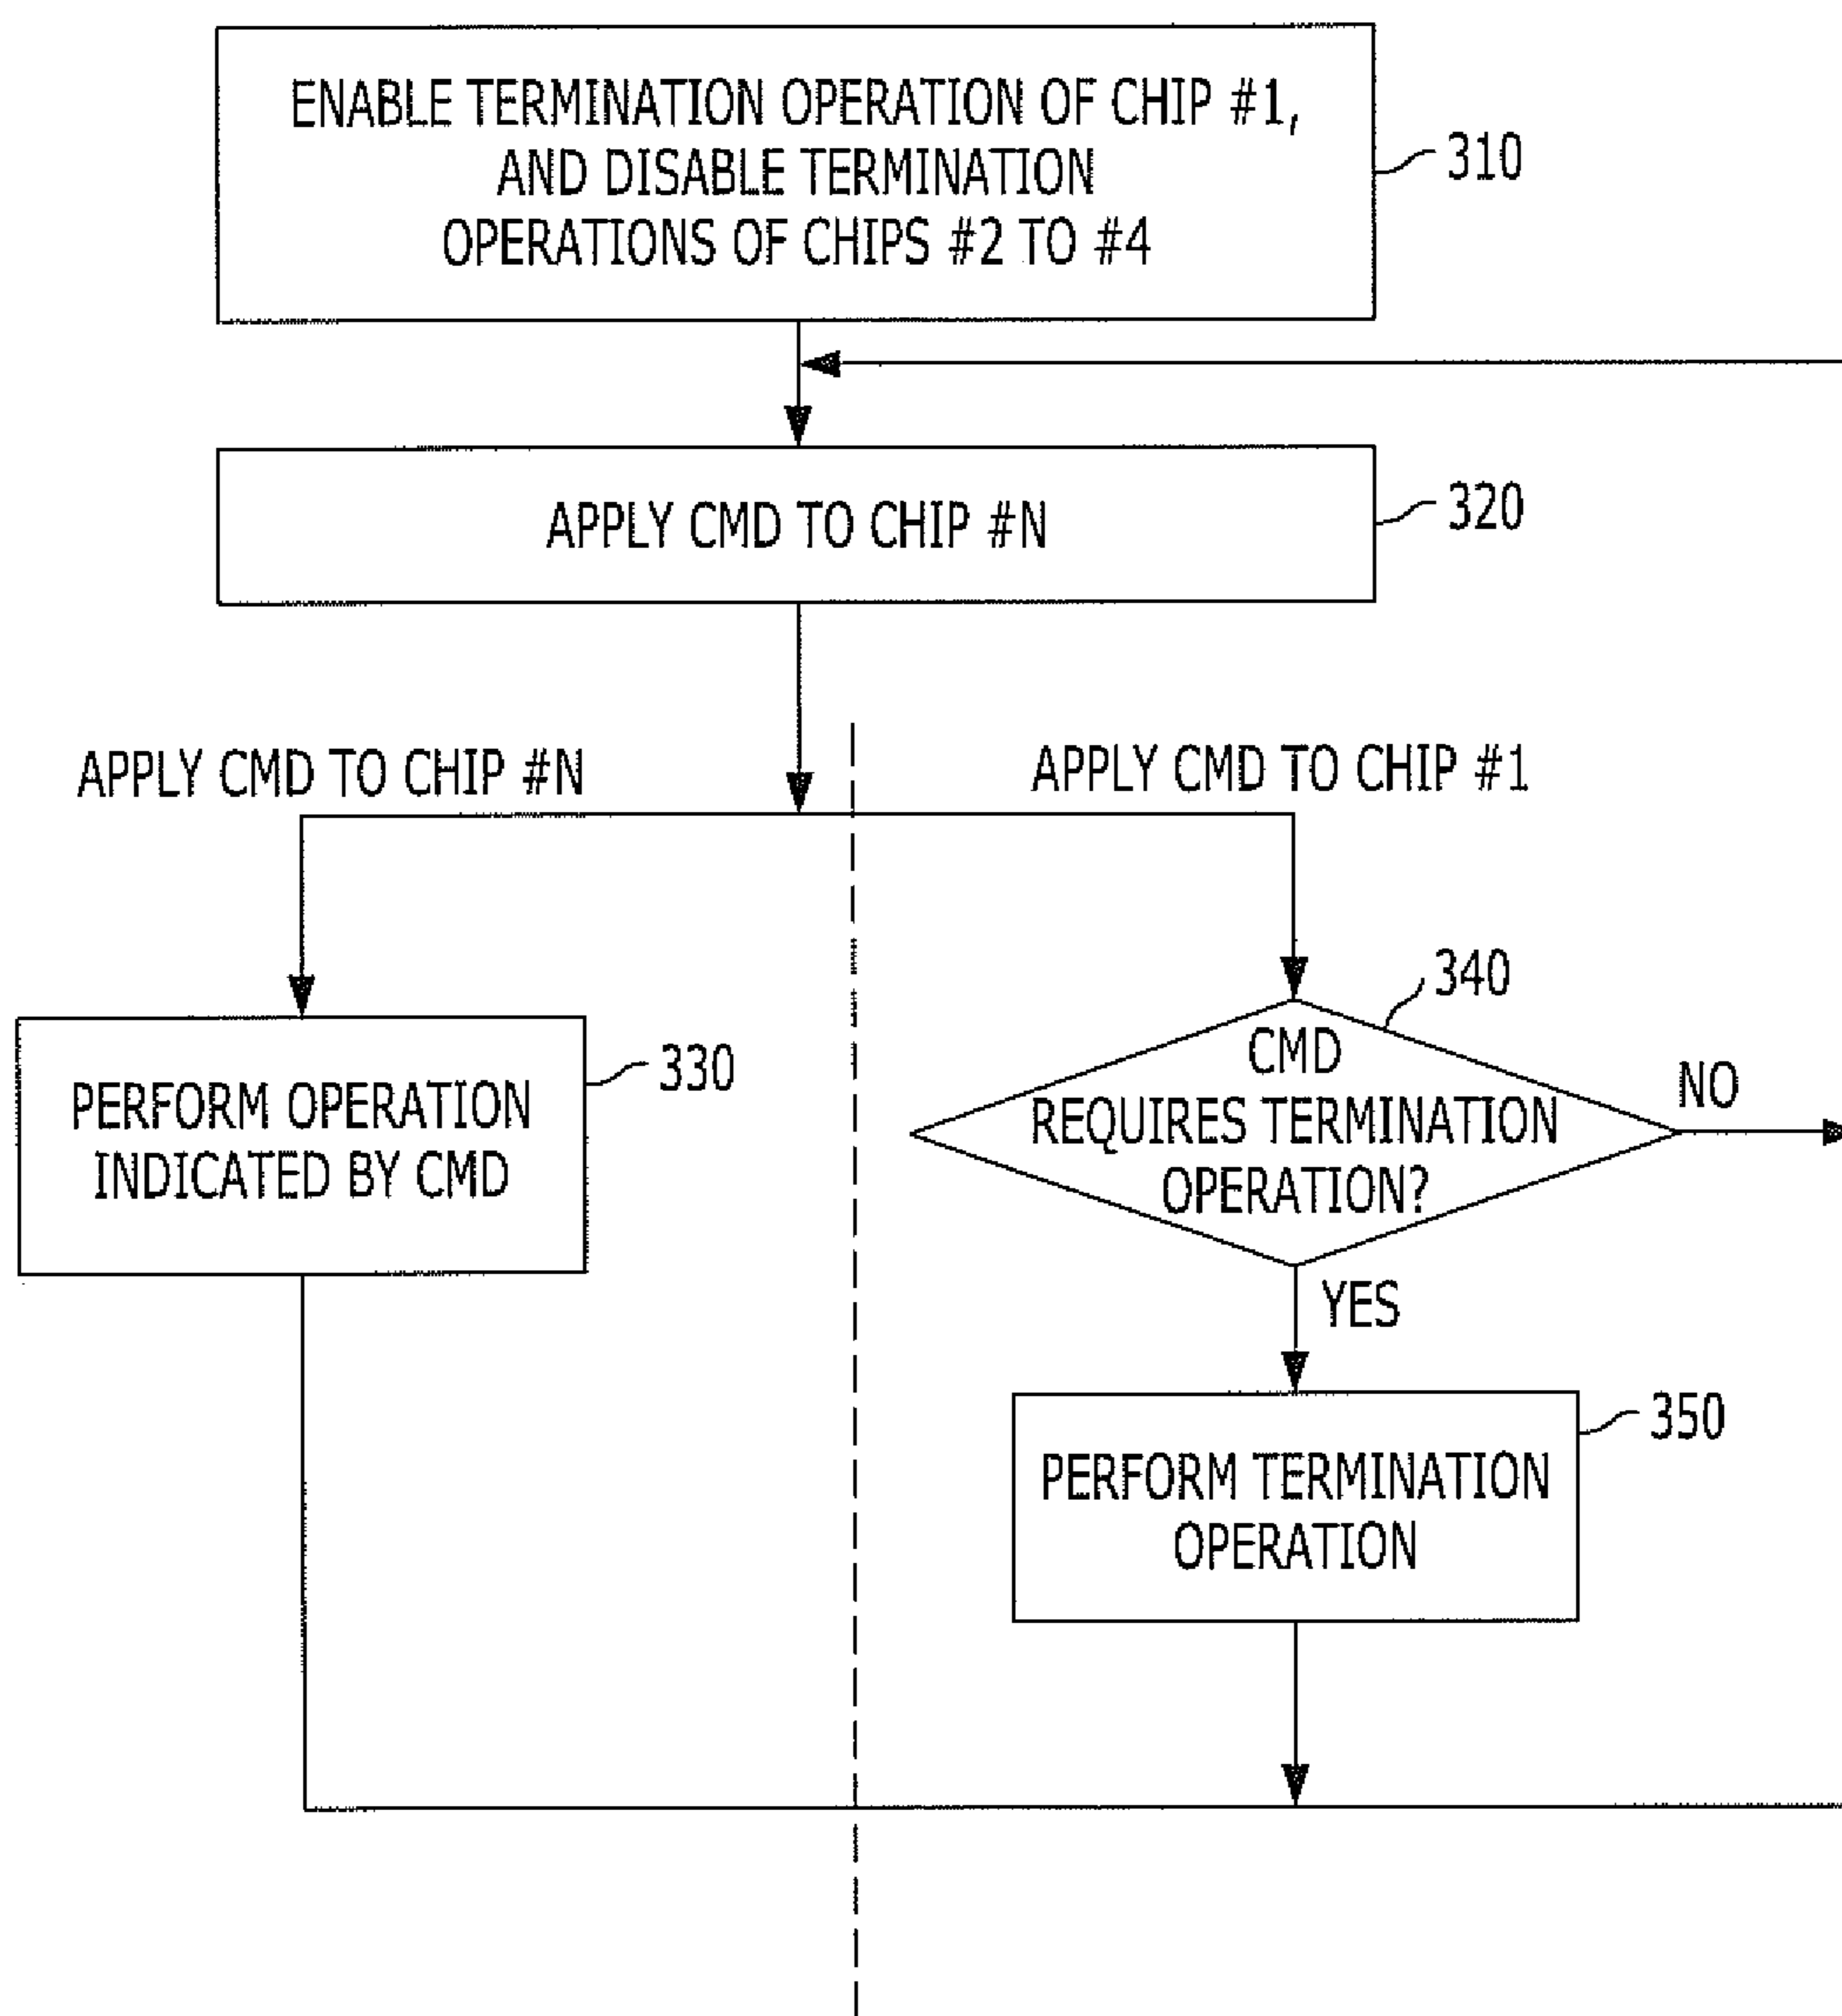 ENABLE TERMINATION OPERATION OF CHIP #1,
AND DISABLE TERMINATION
OPERATIONS OF CHIPS #2 TO #4
310
APPLY CMD TO CHIP #N
320
APPLY CMD TO CHIP #N
APPLY CMD TO CHIP #1
PERFORM OPERATION
INDICATED BY CMD
330
340
CMD
REQUIRES TERMINATION
OPERATION?
NO
YES
PERFORM TERMINATION
OPERATION
350